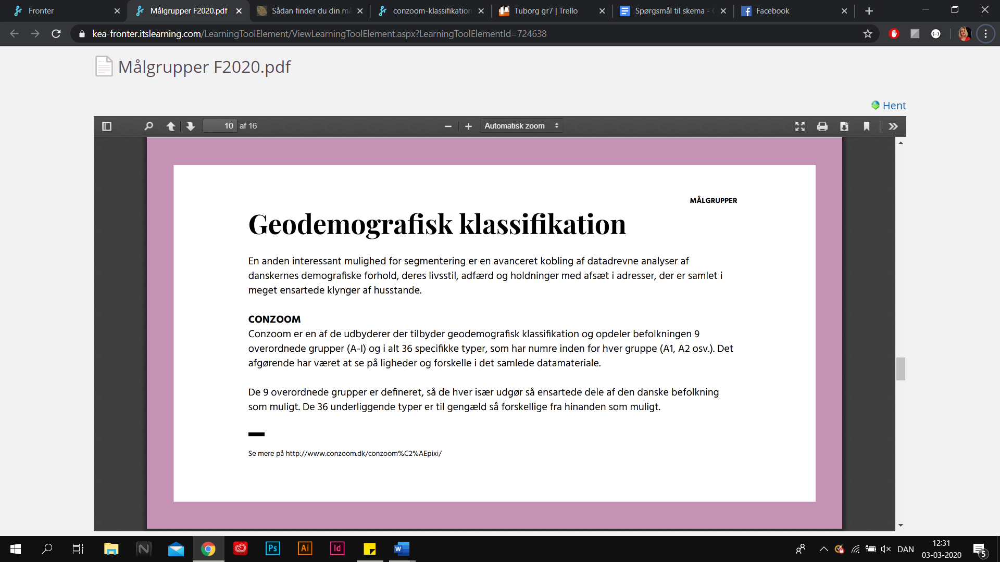 Fronter
Målgrupper F2020.pdf
Sådan finder du din må
conzoom-klassifikation
Tuborg gr7 | Trello
Spørgsmål til skema -
Facebook
kea-fronter.itslearning.com/LearningToolElement/ViewLearningToolElement.aspx?LearningToolElementId=724638
Målgrupper F2020.pdf
Hent
10 af 16
Automatisk zoom
MÅLGRUPPER
Geodemografisk klassifikation
En anden interessant mulighed for segmentering er en avanceret kobling af datadrevne analyser af
danskernes demografiske forhold, deres livsstil, adfærd og holdninger med afsæt i adresser, der er samlet i
meget ensartede klynger af husstande.
CONZOOM
Conzoom er en af de udbyderer der tilbyder geodemografisk klassifikation og opdeler befolkningen 9
overordnede grupper (A-I) og i alt 36 specifikke typer, som har numre inden for hver gruppe (A1, A2 osv.). Det
afgørende har været at se på ligheder og forskelle i det samlede datamateriale.
De 9 overordnede grupper er defineret, så de hver især udgør så ensartede dele af den danske befolkning
som muligt. De 36 underliggende typer er til gengæld så forskellige fra hinanden som muligt.
Se mere på http://www.conzoom.dk/conzoom%C2%AEpixi/
N
Ps
Ai
Id
W
DAN
12:31
03-03-2020
5